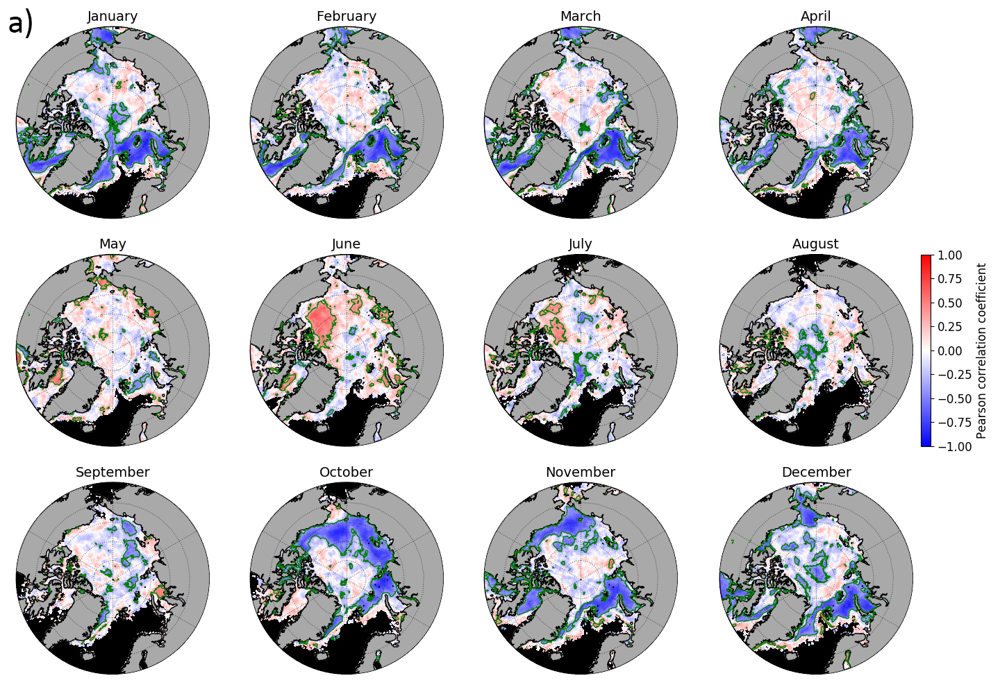 a)
January
February
March
April
May
June
July
August
1.00
0.75
0.50
0.25
0.00
−0.25
−0.50
−0.75
−1.00
Pearson correlation coefficient
September
October
November
December